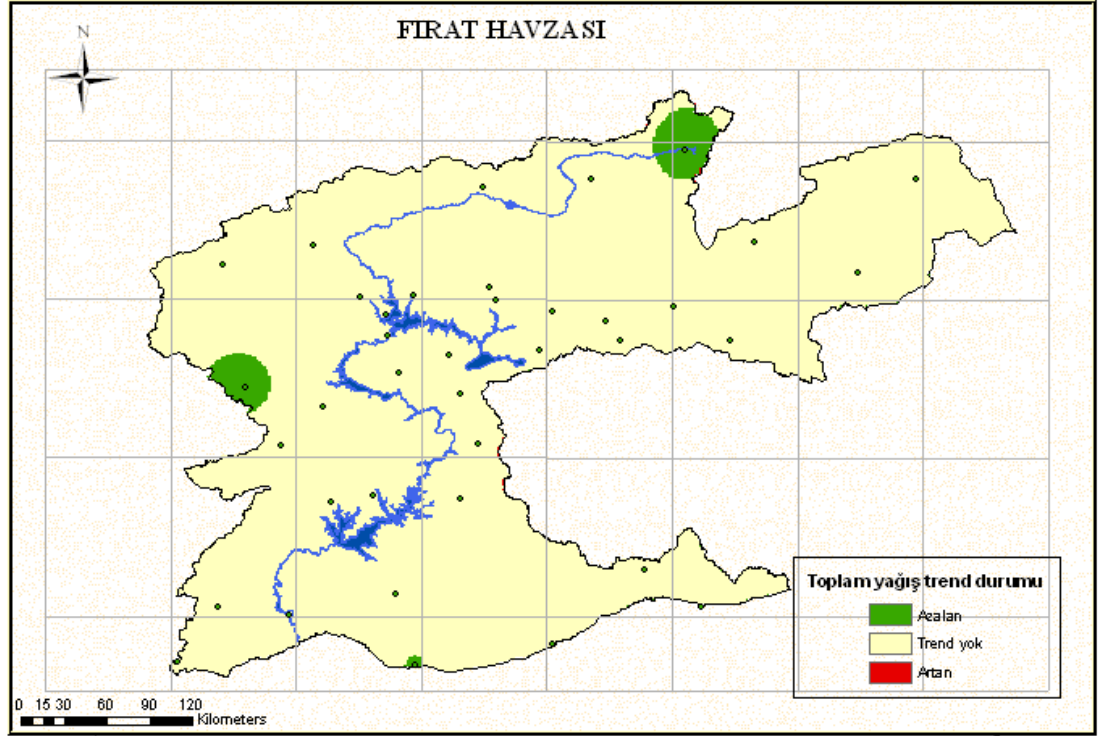 FIRAT HAVZASI
N
Toplam yağış trend durumu
Azalan
Trend yok
Artan
0 15 30 60 90 120
Kilometers